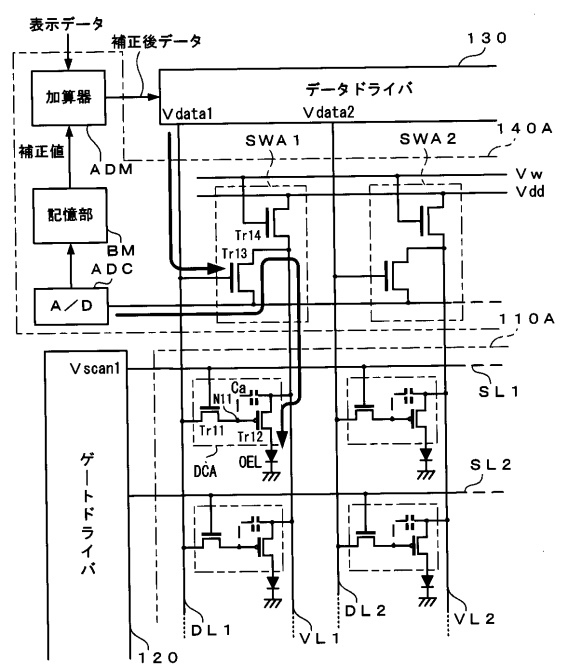 表示データ
補正後データ
130
加算器
データドライバ
Vdata1
Vdata2
補正値
ADM
SWA1
SWA2
140A
Vw
Vdd
記憶部
Tr14
Tr13
BM
ADC
A/D
110A
Vscan1
SL1
Ca
N11
Tr11
Tr12
DCA
OEL
SL2
ゲートドライバ
DL1
VL1
DL2
VL2
120